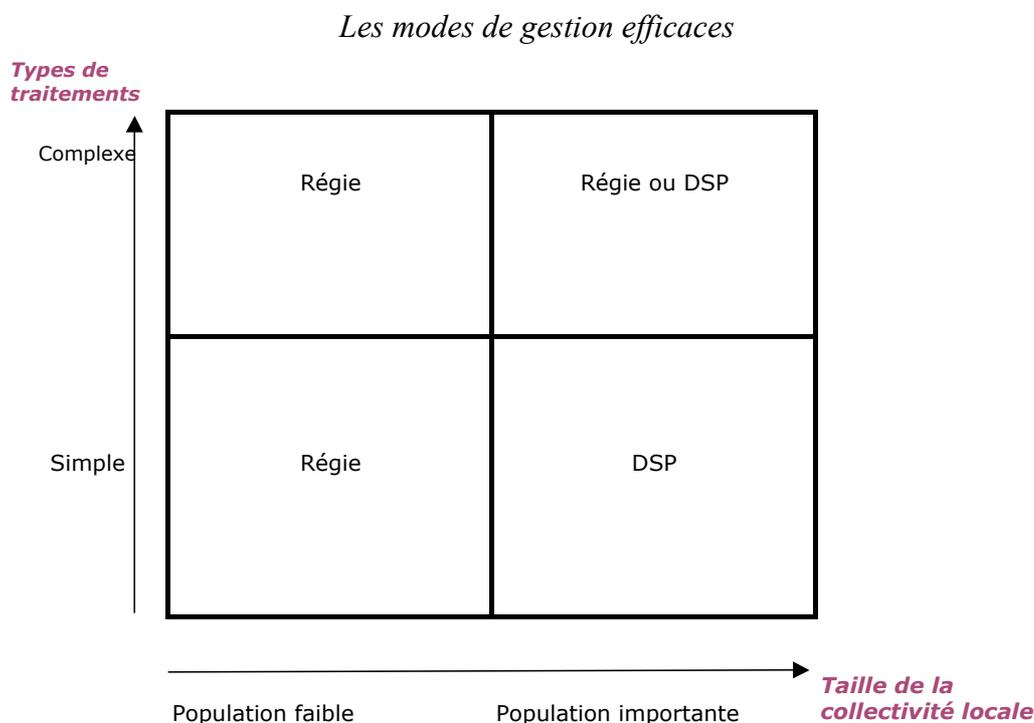 Les modes de gestion efficaces
Types de
traitements
Complexe
Régie
Régie ou DSP
Simple
Régie
DSP
Taille de la
collectivité locale
Population faible
Population importante